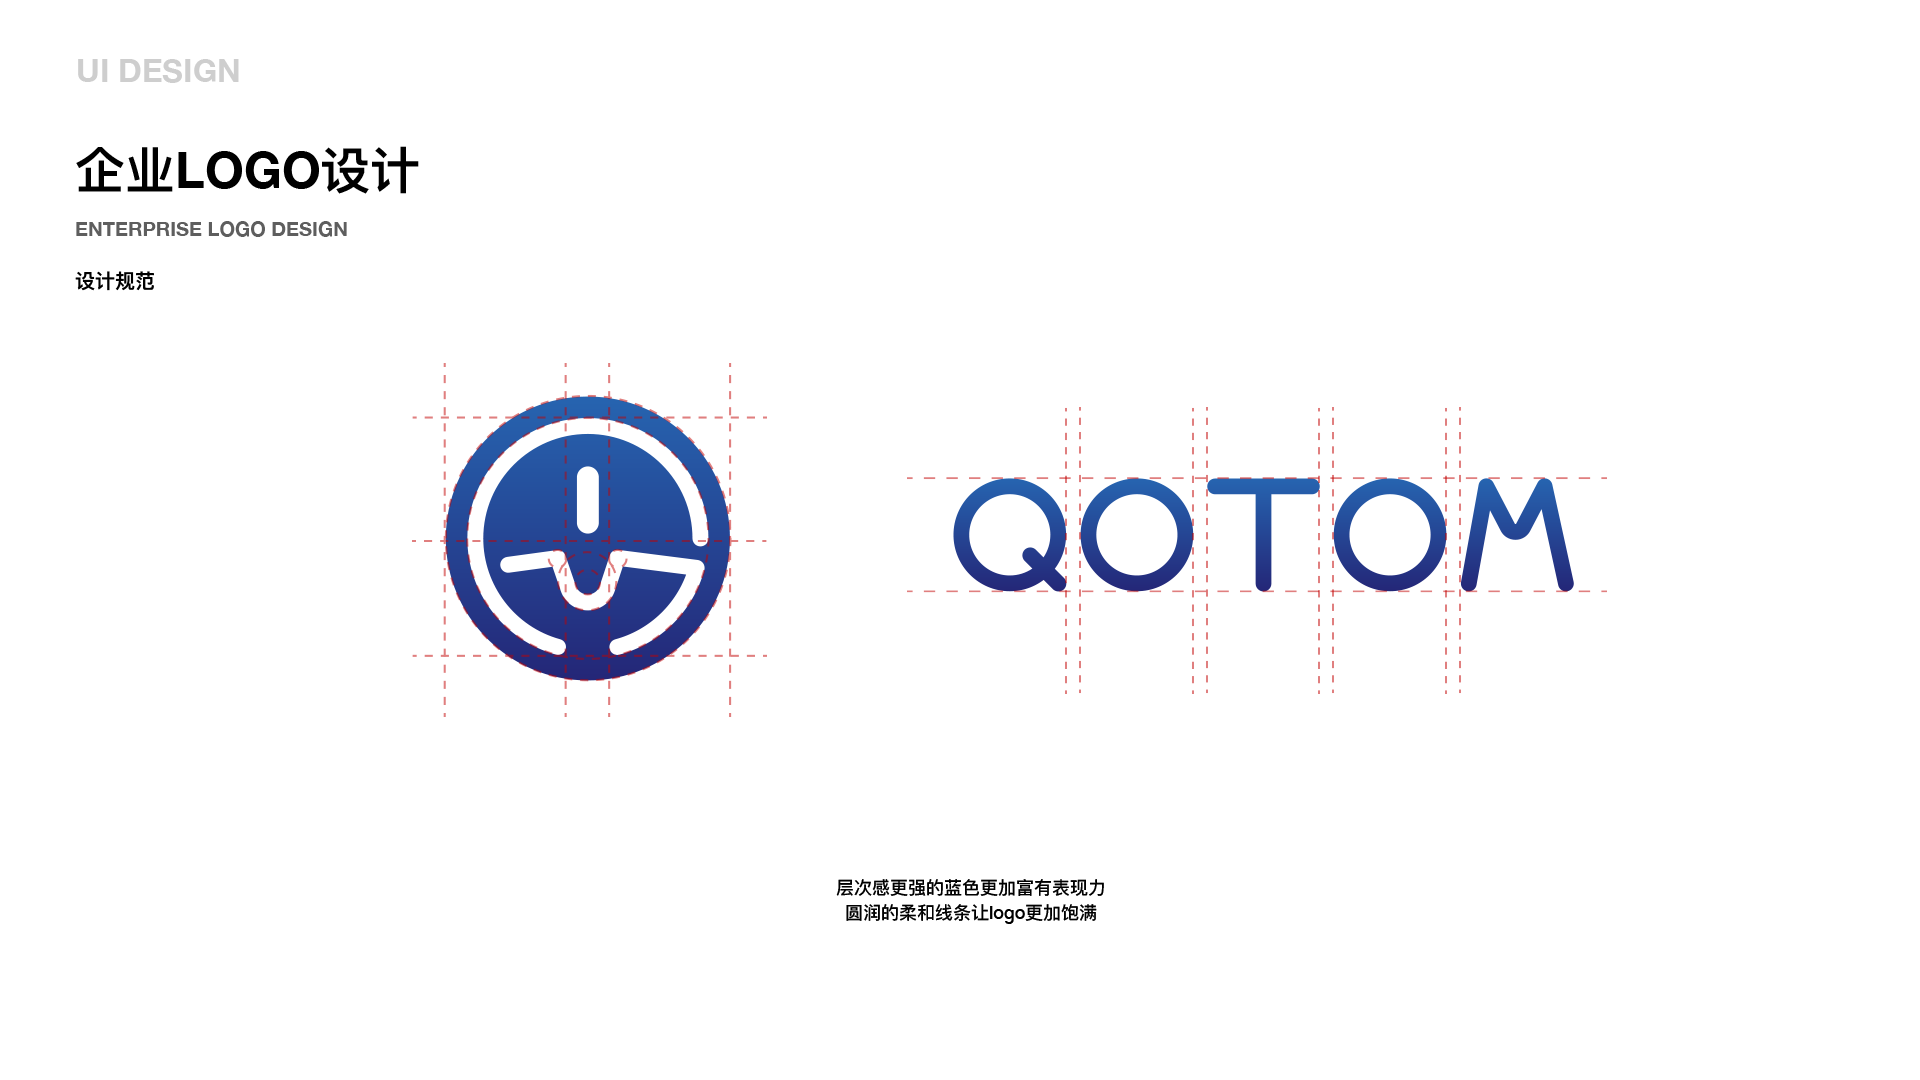 UI DESIGN
企业LOGO设计
ENTERPRISE LOGO DESIGN
设计规范
QOTOM
层次感更强的蓝色更加富有表现力
圆润的柔和线条让logo更加饱满